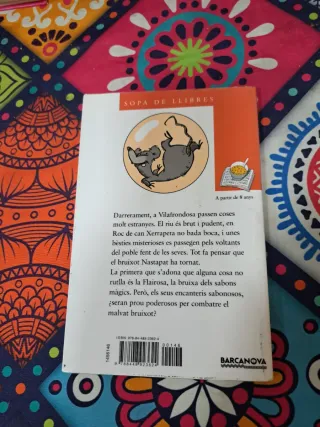 SOPA DE LLIBRES
A partir de 8 anys
Darrerament, a Vilafrondosa passen coses
molt estranyes. El riu és brut i pudent, en
Roc de can Xerrapeta no bada boca, i unes
bèsties misterioses es passegen pels voltants
del poble fent de les seves. Tot fa pensar que
el bruixot Nastapat ha tornat.
La primera que s'adona que alguna cosa no
rutlla és la Flairosa, la bruixa dels sabons
màgics. Però, els seus encanteris sabonosos,
¿seran prou poderosos per combatre el
malvat bruixot?
1466146
00146
BARCANOVA